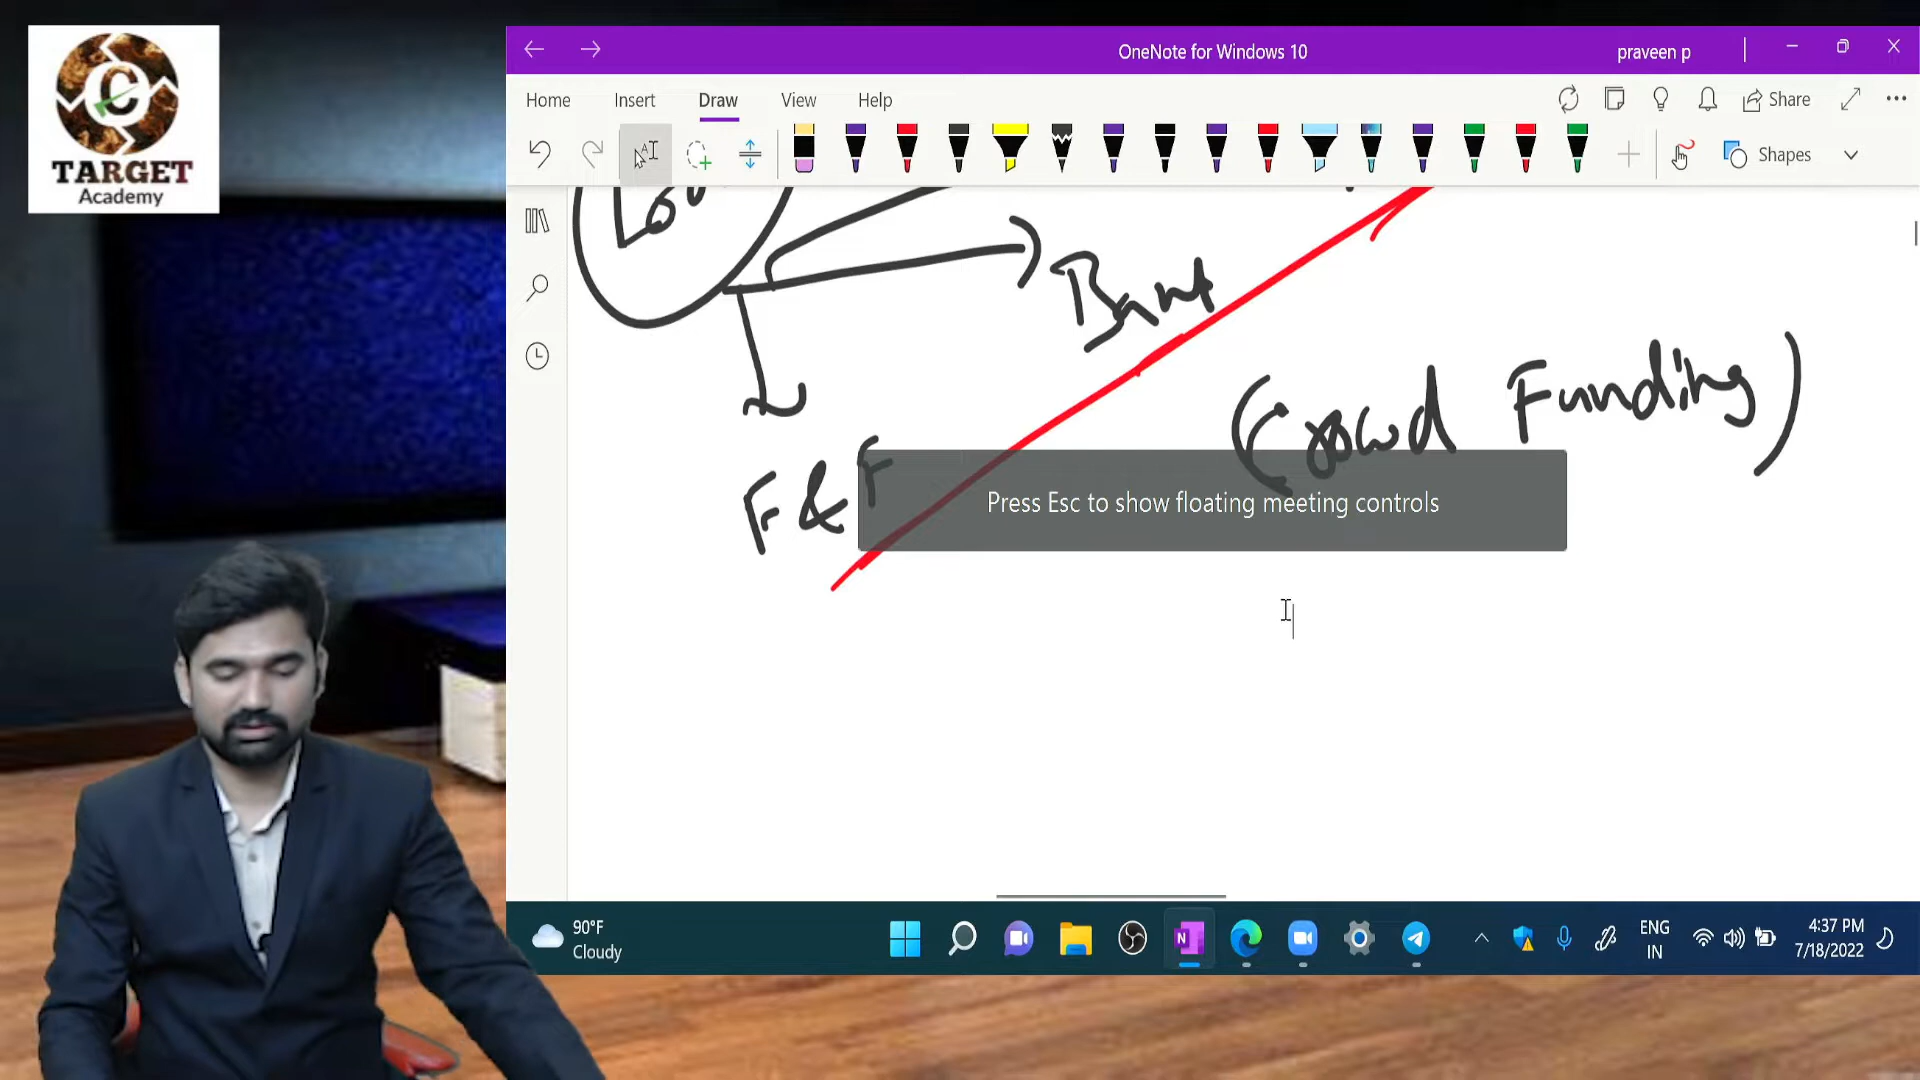 C
TARGET
Academy
OneNote for Windows 10
praveen p
Home Insert Draw View Help
Share
Shapes
Bank
(Crowd Funding)
F & F
Press Esc to show floating meeting controls
90°F
Cloudy
ENG
IN
4:37 PM
7/18/2022